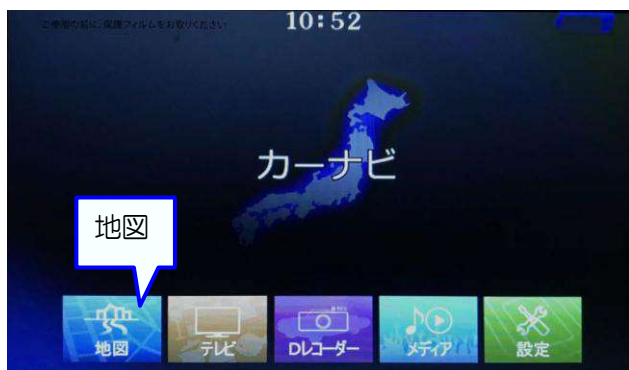 ご使用の前に、保護フィルムをお取りください
10:52
カーナビ
地図
地図
テレビ
Dレコーダー
メディア
設定